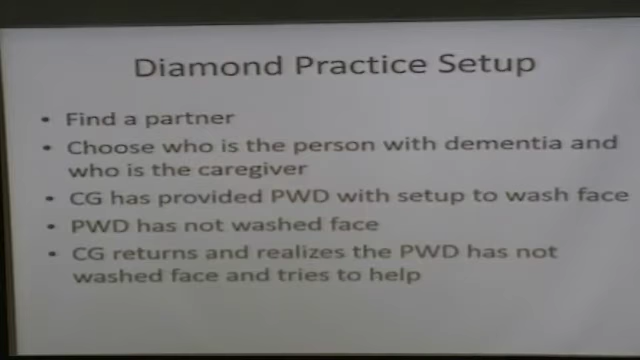 Diamond Practice Setup
• Find a partner
• Choose who is the person with dementia and
who is the caregiver
• CG has provided PWD with setup to wash face
• PWD has not washed face
• CG returns and realizes the PWD has not
washed face and tries to help